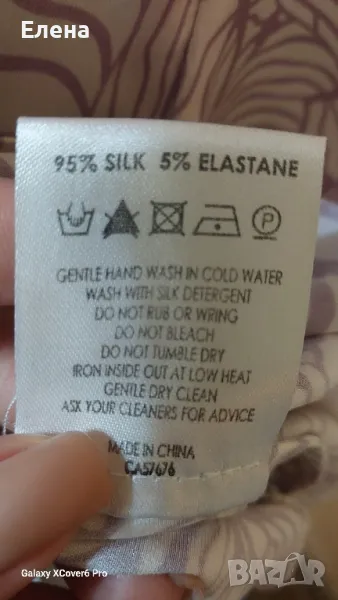 Елена
95% SILK 5% ELASTANE
P
GENTLE HAND WASH IN COLD WATER
WASH WITH SILK DETERGENT
DO NOT RUB OR WRING
DO NOT BLEACH
DO NOT TUMBLE DRY
IRON INSIDE OUT AT LOW HEAT
GENTLE DRY CLEAN
ASK YOUR CLEANERS FOR ADVICE
MADE IN CHINA
CA57676
Galaxy XCover6 Pro
BAZAR